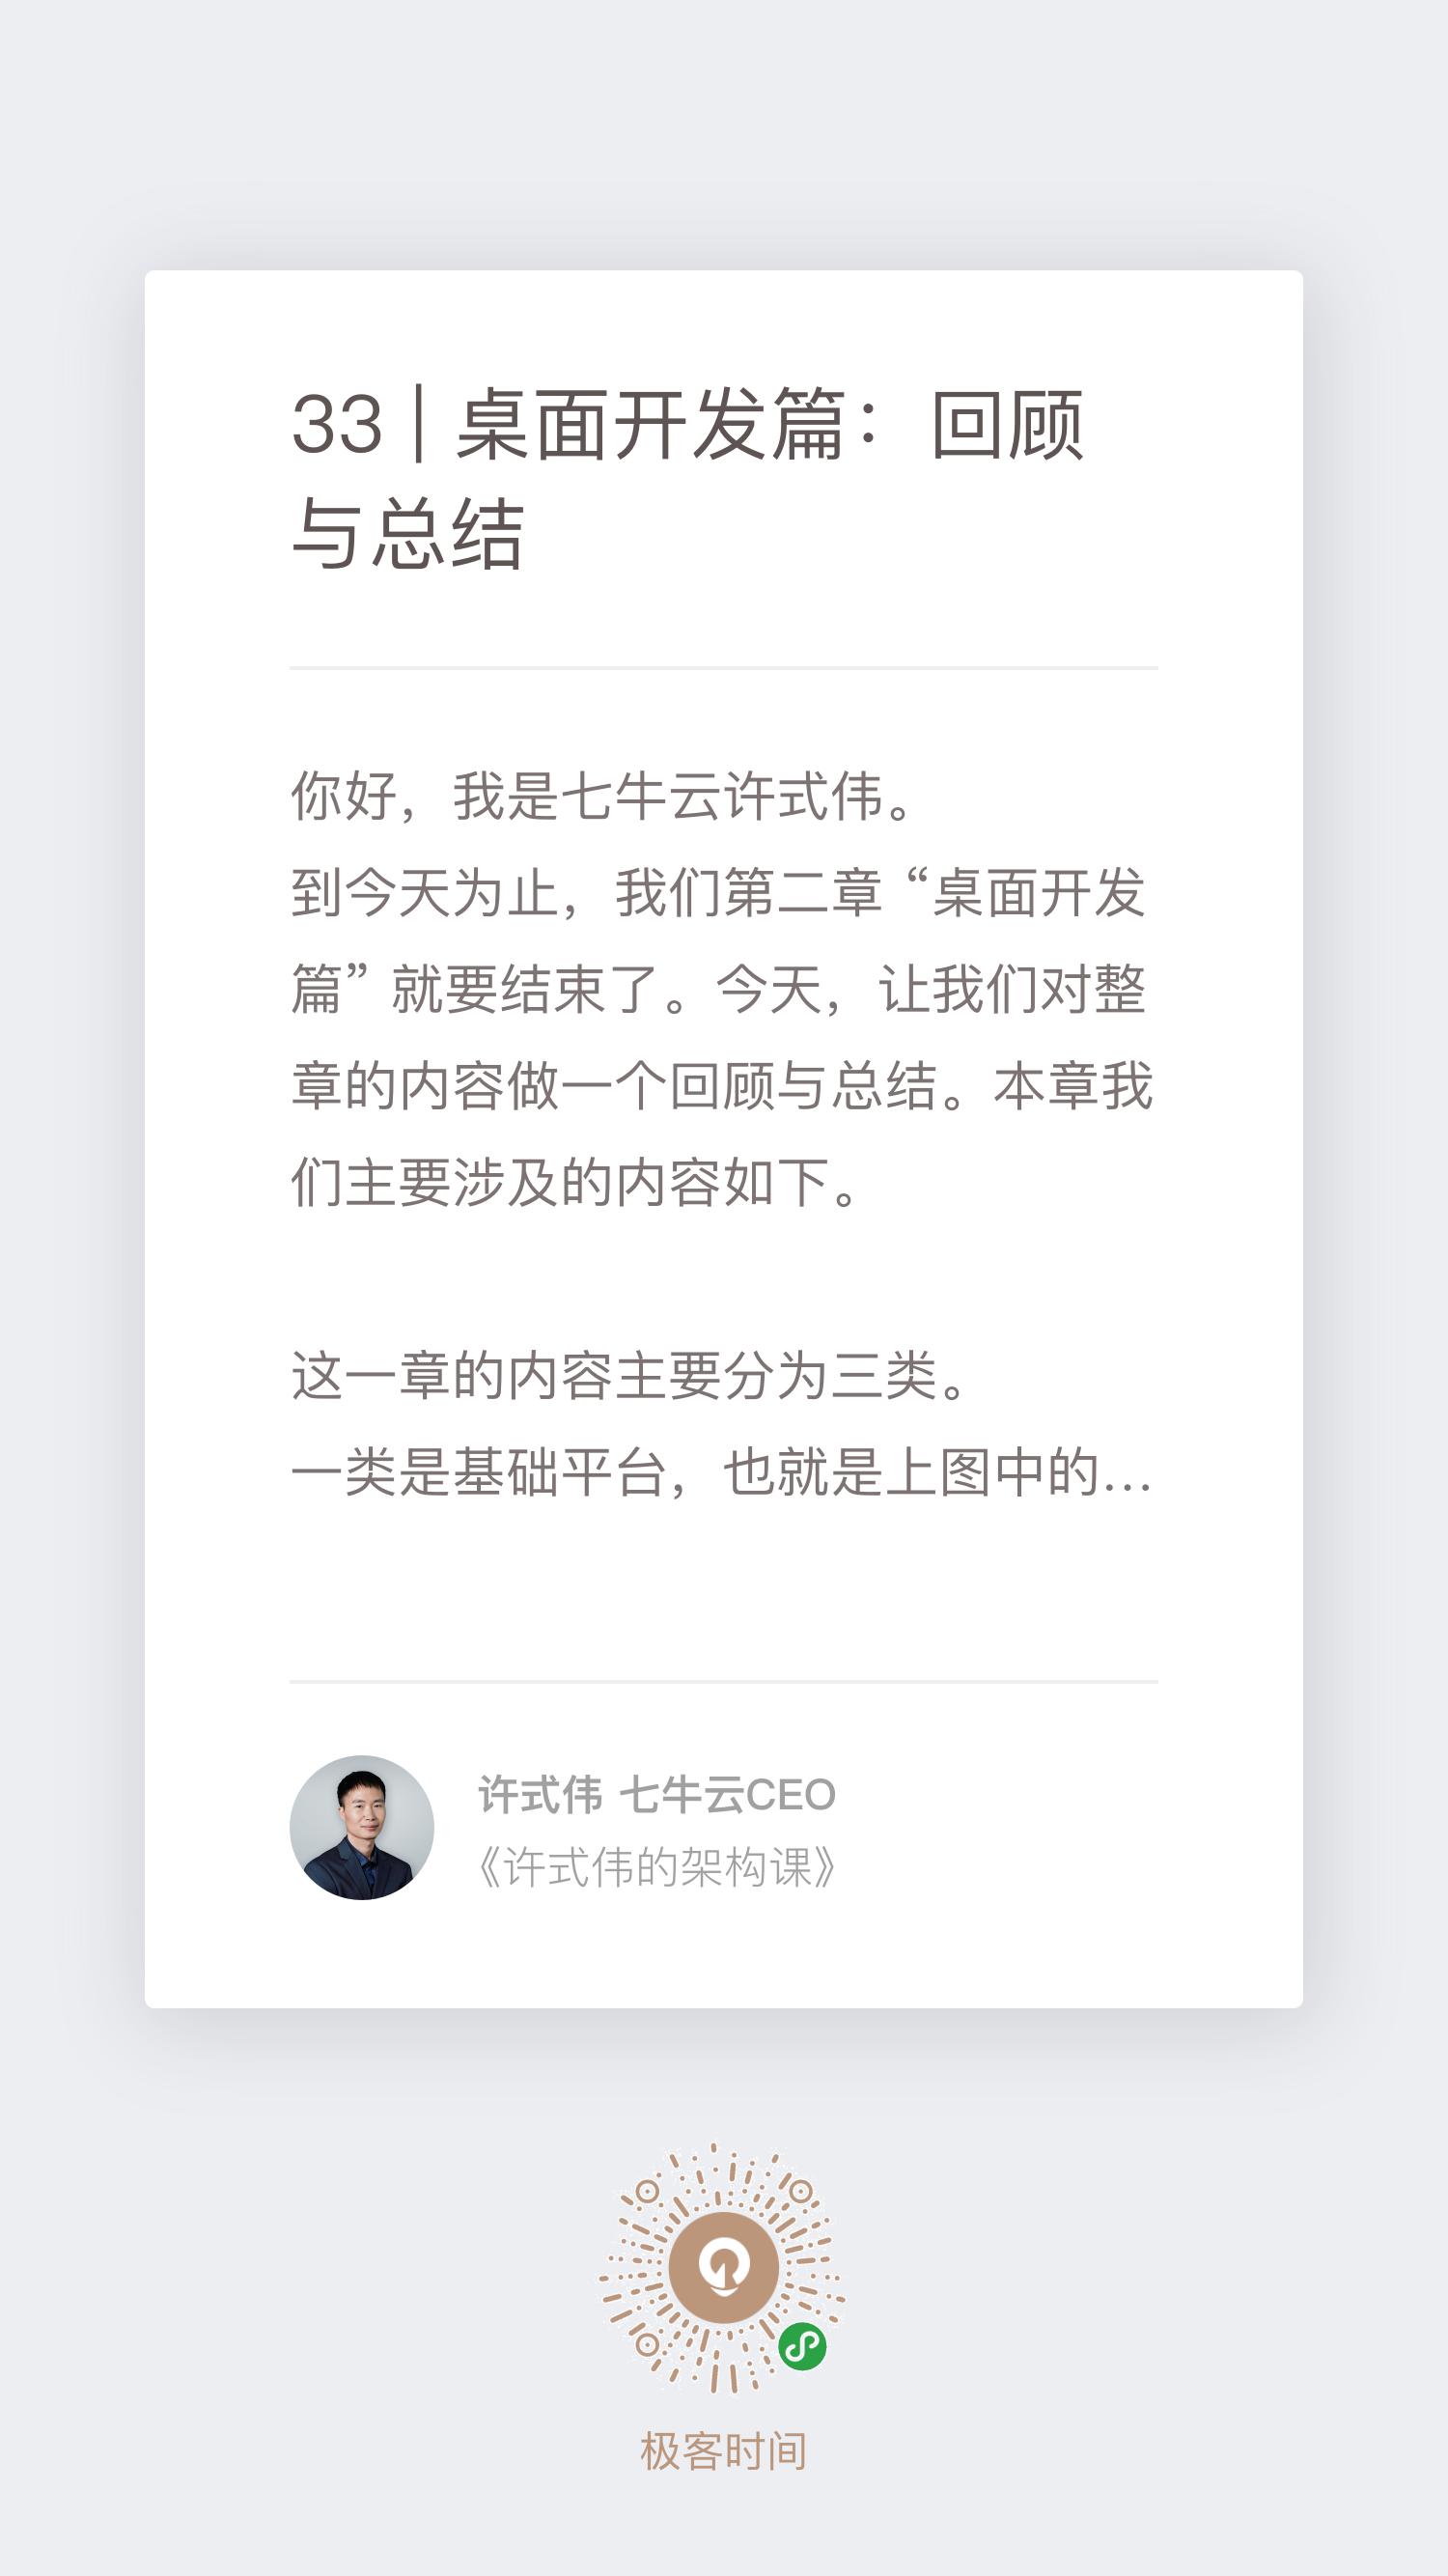 33 | 桌面开发篇：回顾
与总结
你好，我是七牛云许式伟。
到今天为止，我们第二章 “桌面开发
篇” 就要结束了。今天，让我们对整
章的内容做一个回顾与总结。本章我
们主要涉及的内容如下。
这一章的内容主要分为三类。
一类是基础平台，也就是上图中的...
许式伟 七牛云CEO
《许式伟的架构课》
极客时间